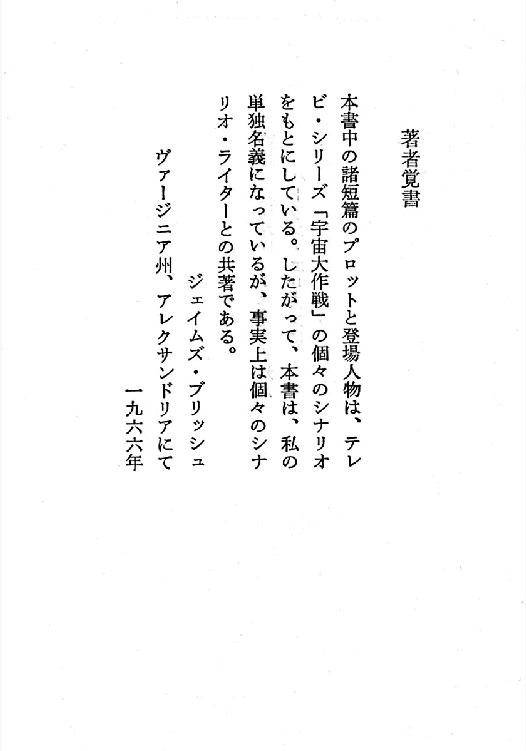 著者覚書
本書中の諸短篇のプロットと登場人物は、テレ
ビ・シリーズ「宇宙大作戦」の個々のシナリオ
をもとにしている。したがって、本書は、私の
単独名義になっているが、事実上は個々のシナ
リオ・ライターとの共著である。
ジェイムズ・ブリッシュ
ヴァージニア州、アレクサンドリアにて
一九六六年